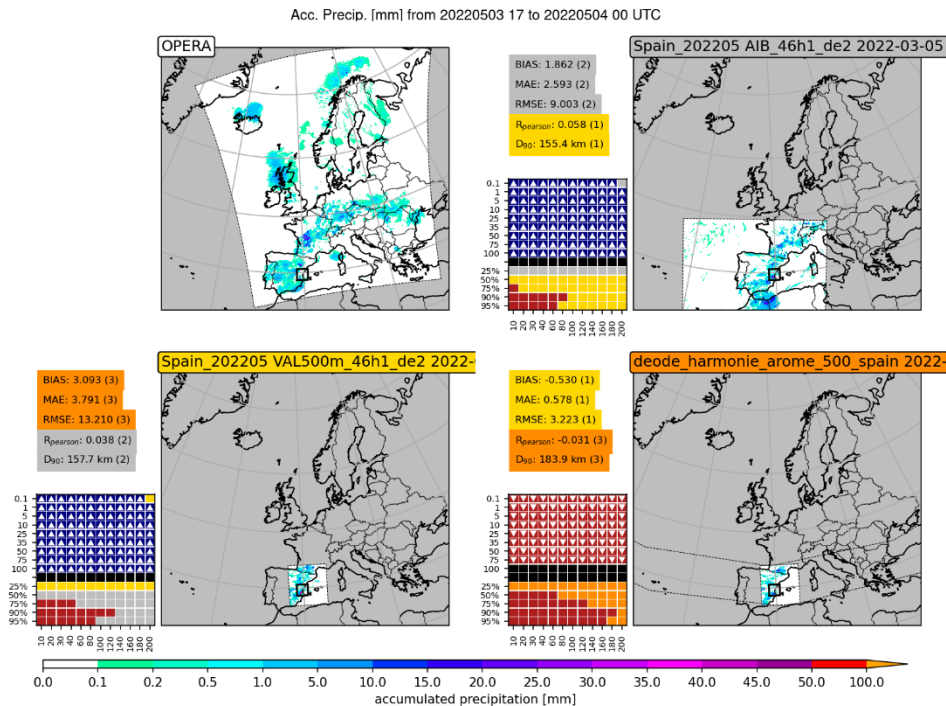 Acc. Precip. [mm] from 20220503 17 to 20220504 00 UTC
OPERA
BIAS: 1.862 (2)
MAE: 2.593 (2)
RMSE: 9.003 (2)
Rpearson: 0.058 (1)
D90: 155.4 km (1)
Spain_202205 AIB_46h1_de2 2022-03-05
0.1
1
5
10
25
35
50
75
100
25%
50%
75%
90%
95%
10 20 30 40 60 80 90 100 120 140 160 180 200
Spain_202205 VAL500m_46h1_de2 2022-
BIAS: 3.093 (3)
MAE: 3.791 (3)
RMSE: 13.210 (3)
Rpearson: 0.038 (2)
D90: 157.7 km (2)
0.1
1
5
10
25
35
50
75
100
25%
50%
75%
90%
95%
10 20 30 40 60 80 90 100 120 140 160 180 200
deode_harmonie_arome_500_spain 2022-
BIAS: -0.530 (1)
MAE: 0.578 (1)
RMSE: 3.223 (1)
Rpearson: -0.031 (3)
D90: 183.9 km (3)
0.1
1
5
10
25
35
50
75
100
25%
50%
75%
90%
95%
10 20 30 40 60 80 90 100 120 140 160 180 200
0.0 0.1 0.2 0.5 1.0 5.0 10.0 15.0 20.0 25.0 30.0 35.0 40.0 45.0 50.0 100.0
accumulated precipitation [mm]